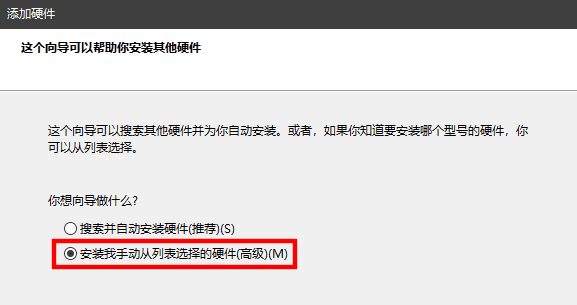 添加硬件
这个向导可以帮助你安装其他硬件
这个向导可以搜索其他硬件并为你自动安装。或者，如果你知道要安装哪个型号的硬件，你
可以从列表选择。
你想向导做什么?
搜索并自动安装硬件(推荐)(S)
安装我手动从列表选择的硬件(高级)(M)